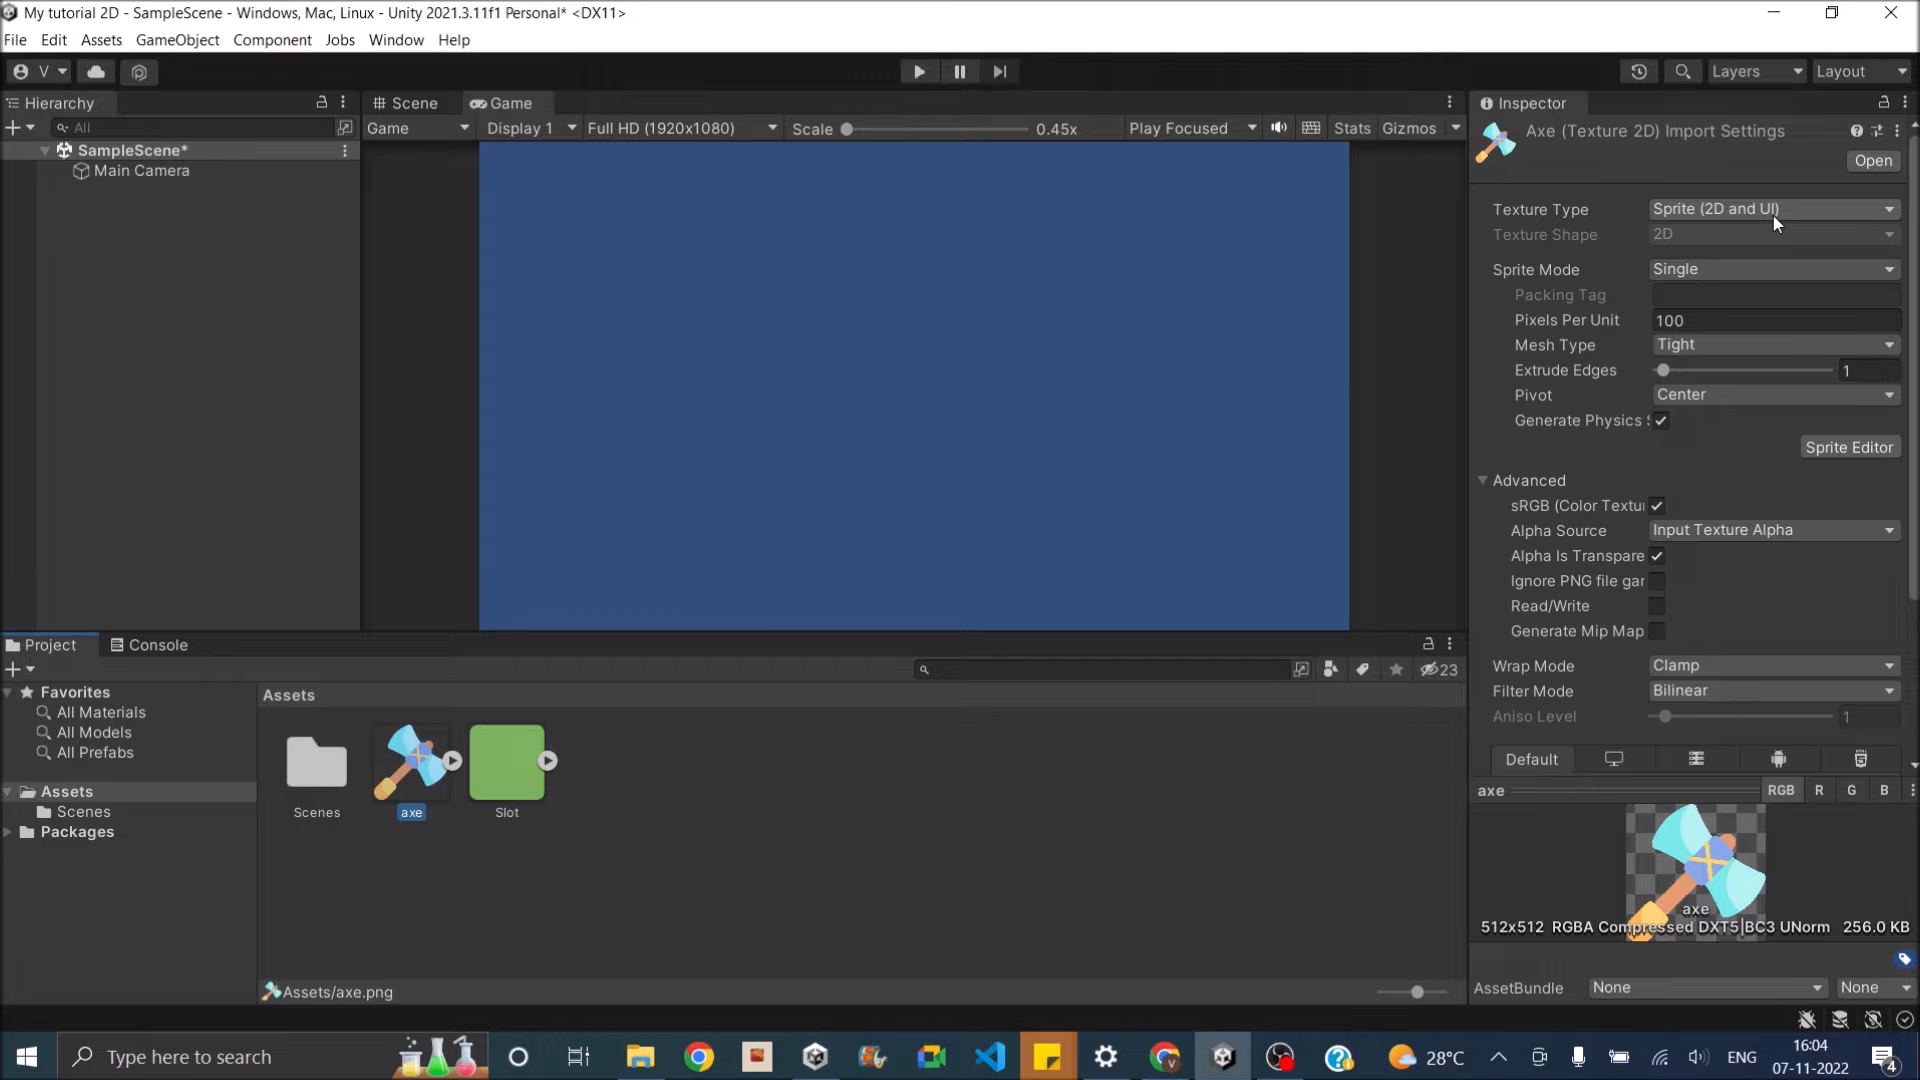 My tutorial 2D - SampleScene - Windows, Mac, Linux - Unity 2021.3.11f1 Personal* <DX11>
File Edit Assets GameObject Component Jobs Window Help
V Layers Layout
Hierarchy
All
SampleScene*
Main Camera
Scene Game
Game Display 1 Full HD (1920x1080) Scale 0.45x Play Focused Stats Gizmos
Inspector
Axe (Texture 2D) Import Settings
Open
Texture Type Sprite (2D and UI)
Texture Shape 2D
Sprite Mode Single
Packing Tag
Pixels Per Unit 100
Mesh Type Tight
Extrude Edges 1
Pivot Center
Generate Physics S
Sprite Editor
Advanced
sRGB (Color Textur
Alpha Source Input Texture Alpha
Alpha Is Transpare
Ignore PNG file gar
Read/Write
Generate Mip Map
Wrap Mode Clamp
Filter Mode Bilinear
Aniso Level 1
Default
axe RGB R G B
axe
512x512 RGBA Compressed DXT5|BC3 UNorm 256.0 KB
AssetBundle None None
Project Console
23
Favorites
All Materials
All Models
All Prefabs
Assets
Scenes
Packages
Assets
Scenes axe Slot
Assets/axe.png
Type here to search
28°C ENG 16:04
07-11-2022
4